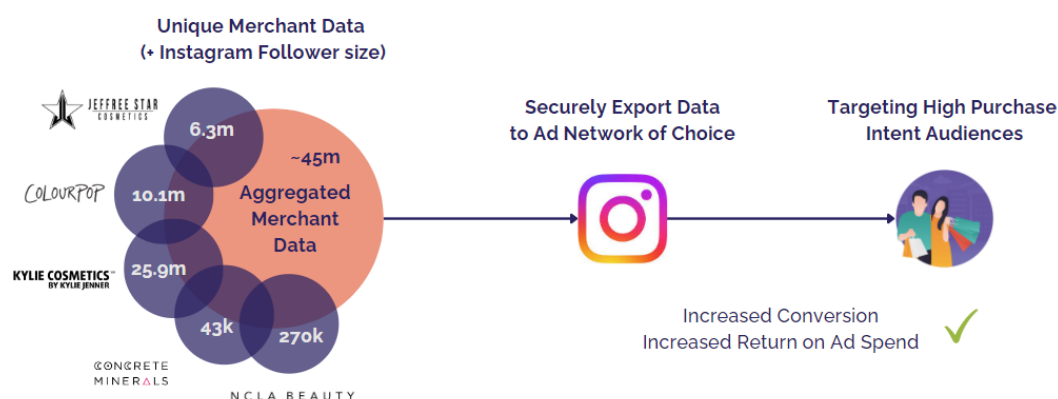 Unique Merchant Data
(+ Instagram Follower size)
JEFFREE STAR
COSMETICS
6.3m
~45m
Aggregated
Merchant
Data
COLOURPOP
10.1m
KYLIE COSMETICS™
BY KYLIE JENNER
25.9m
43k
270k
CONCRETE
MINERALS
NCLA BEAUTY
Securely Export Data
to Ad Network of Choice
Targeting High Purchase
Intent Audiences
Increased Conversion
Increased Return on Ad Spend